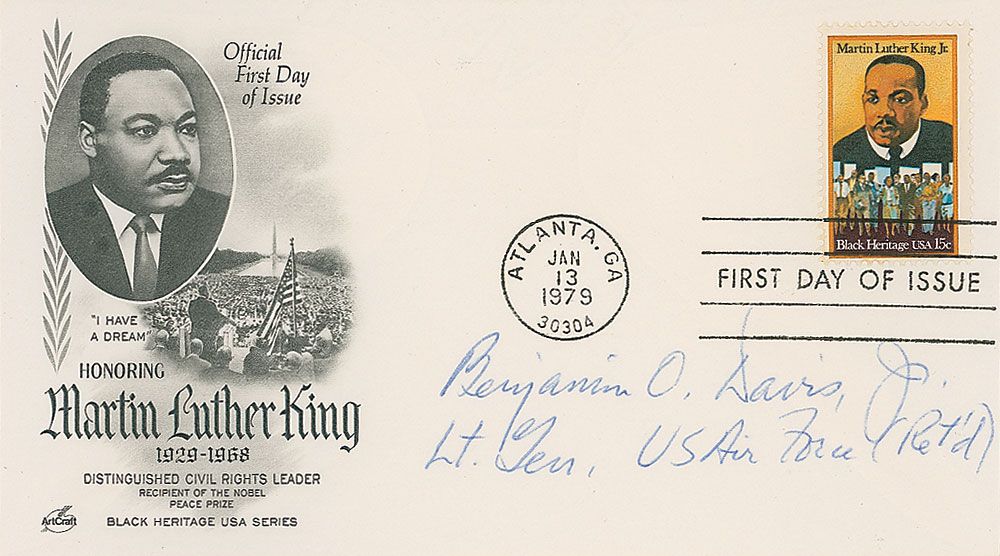 Official
First Day
of Issue
"I HAVE
A DREAM"
HONORING
Martin Luther King
1929-1968
DISTINGUISHED CIVIL RIGHTS LEADER
RECIPIENT OF THE NOBEL
PEACE PRIZE
BLACK HERITAGE USA SERIES
ArtCraft
Martin Luther King Jr.
Black Heritage USA 15c
ATLANTA, GA
JAN
13
1979
30304
FIRST DAY OF ISSUE
Benjamin O. Davis, Jr.
Lt. Gen, US Air Force (Ret'd)